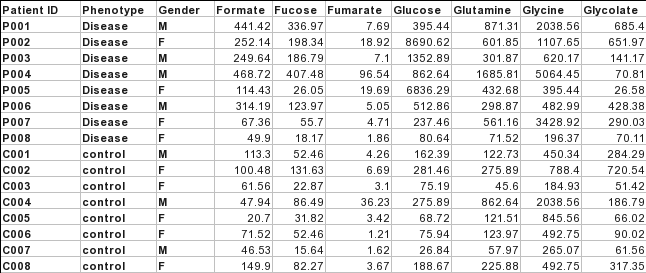 Patient ID Phenotype Gender Formate Fucose Fumarate Glucose Glutamine Glycine Glycolate
P001 Disease M 441.42 336.97 7.69 395.44 871.31 2038.56 685.4
P002 Disease F 252.14 198.34 18.92 8690.62 601.85 1107.65 651.97
P003 Disease M 249.64 186.79 7.1 1352.89 301.87 620.17 141.17
P004 Disease M 468.72 407.48 96.54 862.64 1685.81 5064.45 70.81
P005 Disease F 114.43 26.05 19.69 6836.29 432.68 395.44 26.58
P006 Disease M 314.19 123.97 5.05 512.86 298.87 482.99 428.38
P007 Disease F 67.36 55.7 4.71 237.46 561.16 3428.92 290.03
P008 Disease F 49.9 18.17 1.86 80.64 71.52 196.37 70.11
C001 control M 113.3 52.46 4.26 162.39 122.73 450.34 284.29
C002 control F 100.48 131.63 6.69 281.46 275.89 788.4 720.54
C003 control F 61.56 22.87 3.1 75.19 45.6 184.93 51.42
C004 control M 47.94 86.49 36.23 275.89 862.64 2038.56 186.79
C005 control F 20.7 31.82 3.42 68.72 121.51 845.56 66.02
C006 control F 71.52 52.46 1.21 75.94 123.97 492.75 90.02
C007 control M 46.53 15.64 1.62 26.84 57.97 265.07 61.56
C008 control F 149.9 82.27 3.67 188.67 225.88 492.75 317.35